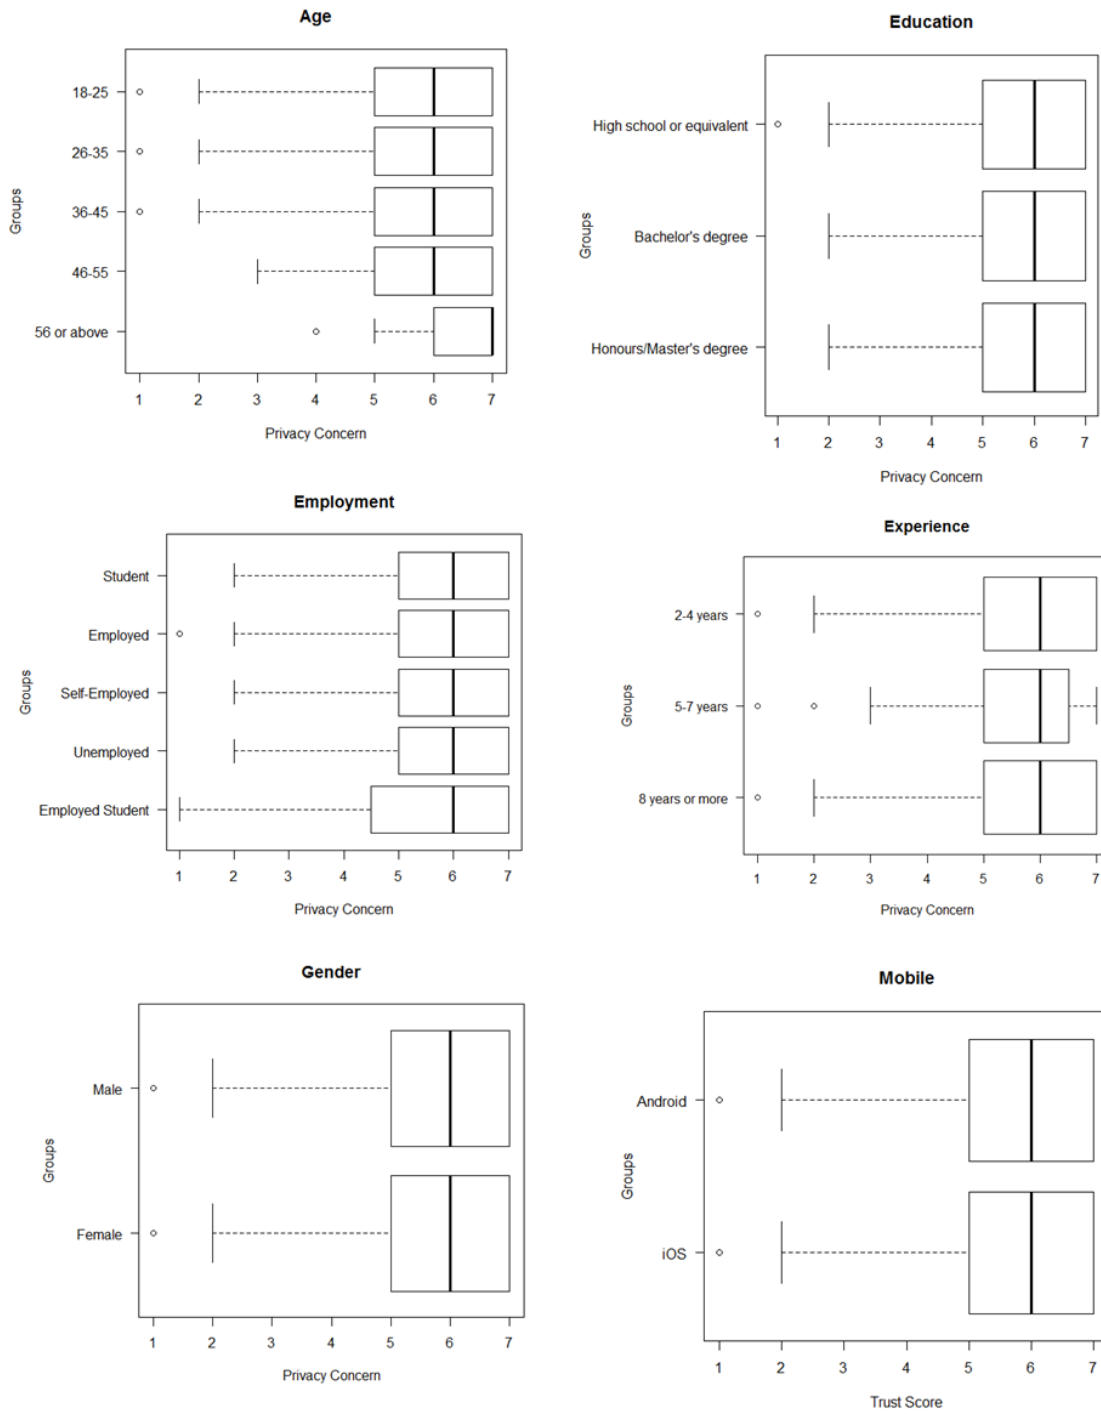 Age
Groups
18-25
26-35
36-45
46-55
56 or above
1 2 3 4 5 6 7
Privacy Concern
Education
Groups
High school or equivalent
Bachelor's degree
Honours/Master's degree
1 2 3 4 5 6 7
Privacy Concern
Employment
Groups
Student
Employed
Self-Employed
Unemployed
Employed Student
1 2 3 4 5 6 7
Privacy Concern
Experience
Groups
2-4 years
5-7 years
8 years or more
1 2 3 4 5 6 7
Privacy Concern
Gender
Groups
Male
Female
1 2 3 4 5 6 7
Privacy Concern
Mobile
Groups
Android
iOS
1 2 3 4 5 6 7
Trust Score